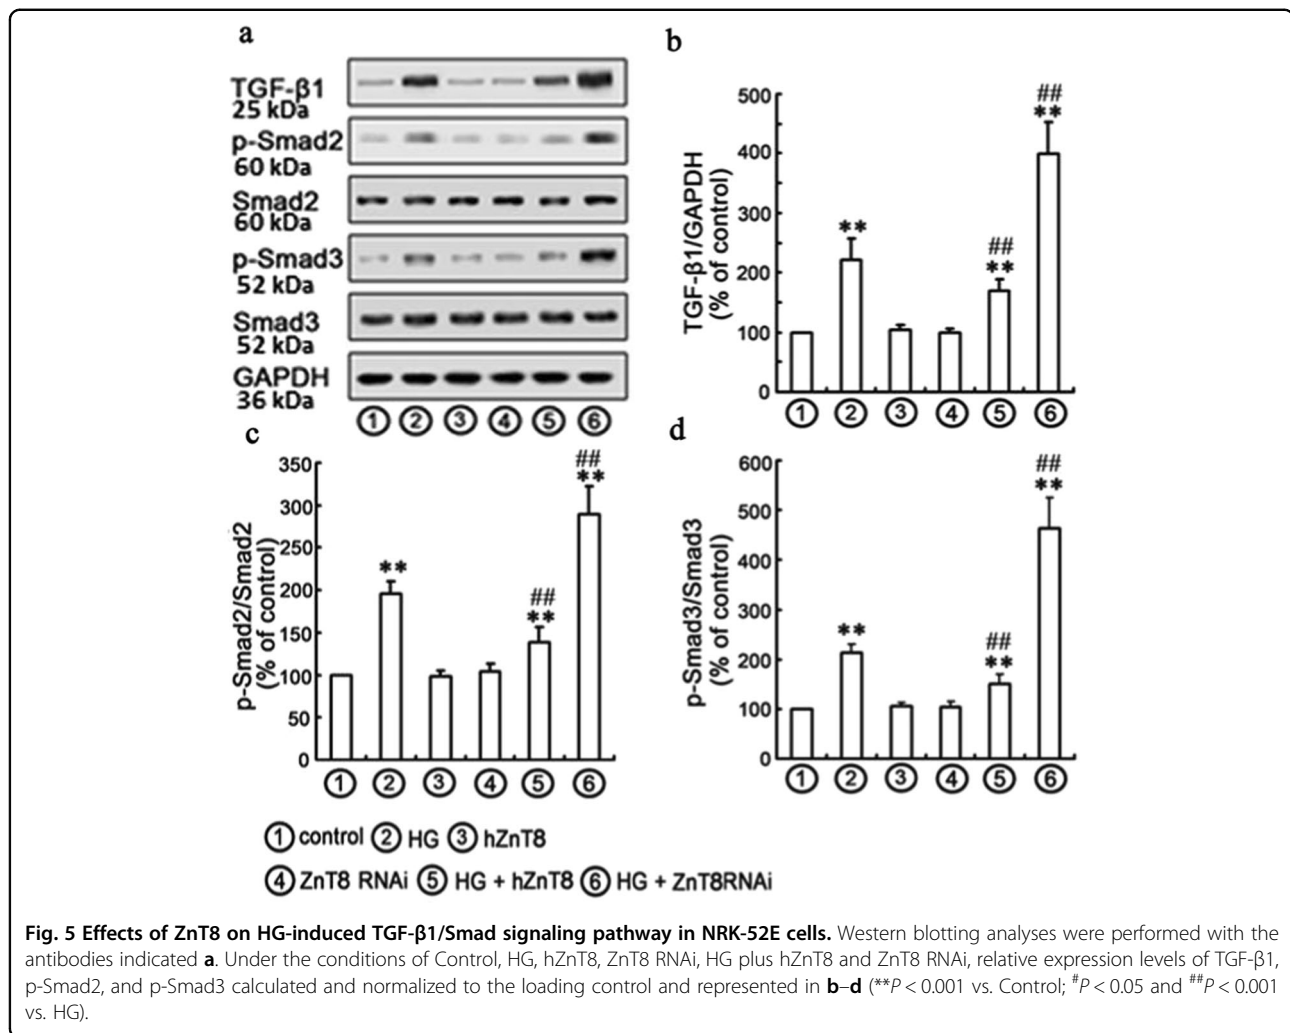 a
TGF-β1
25 kDa
p-Smad2
60 kDa
Smad2
60 kDa
p-Smad3
52 kDa
Smad3
52 kDa
GAPDH
36 kDa
① ② ③ ④ ⑤ ⑥
b
TGF-β1/GAPDH
(% of control)
500
400
300
200
100
0
**
##
**
##
**
① ② ③ ④ ⑤ ⑥
c
p-Smad2/Smad2
(% of control)
350
300
250
200
150
100
50
0
**
##
**
##
**
① ② ③ ④ ⑤ ⑥
d
p-Smad3/Smad3
(% of control)
600
500
400
300
200
100
0
**
##
**
##
**
① ② ③ ④ ⑤ ⑥
① control ② HG ③ hZnT8
④ ZnT8 RNAi ⑤ HG + hZnT8 ⑥ HG + ZnT8RNAi
Fig. 5 Effects of ZnT8 on HG-induced TGF-β1/Smad signaling pathway in NRK-52E cells. Western blotting analyses were performed with the
antibodies indicated a. Under the conditions of Control, HG, hZnT8, ZnT8 RNAi, HG plus hZnT8 and ZnT8 RNAi, relative expression levels of TGF-β1,
p-Smad2, and p-Smad3 calculated and normalized to the loading control and represented in b–d (**P < 0.001 vs. Control; #P < 0.05 and ##P < 0.001
vs. HG).